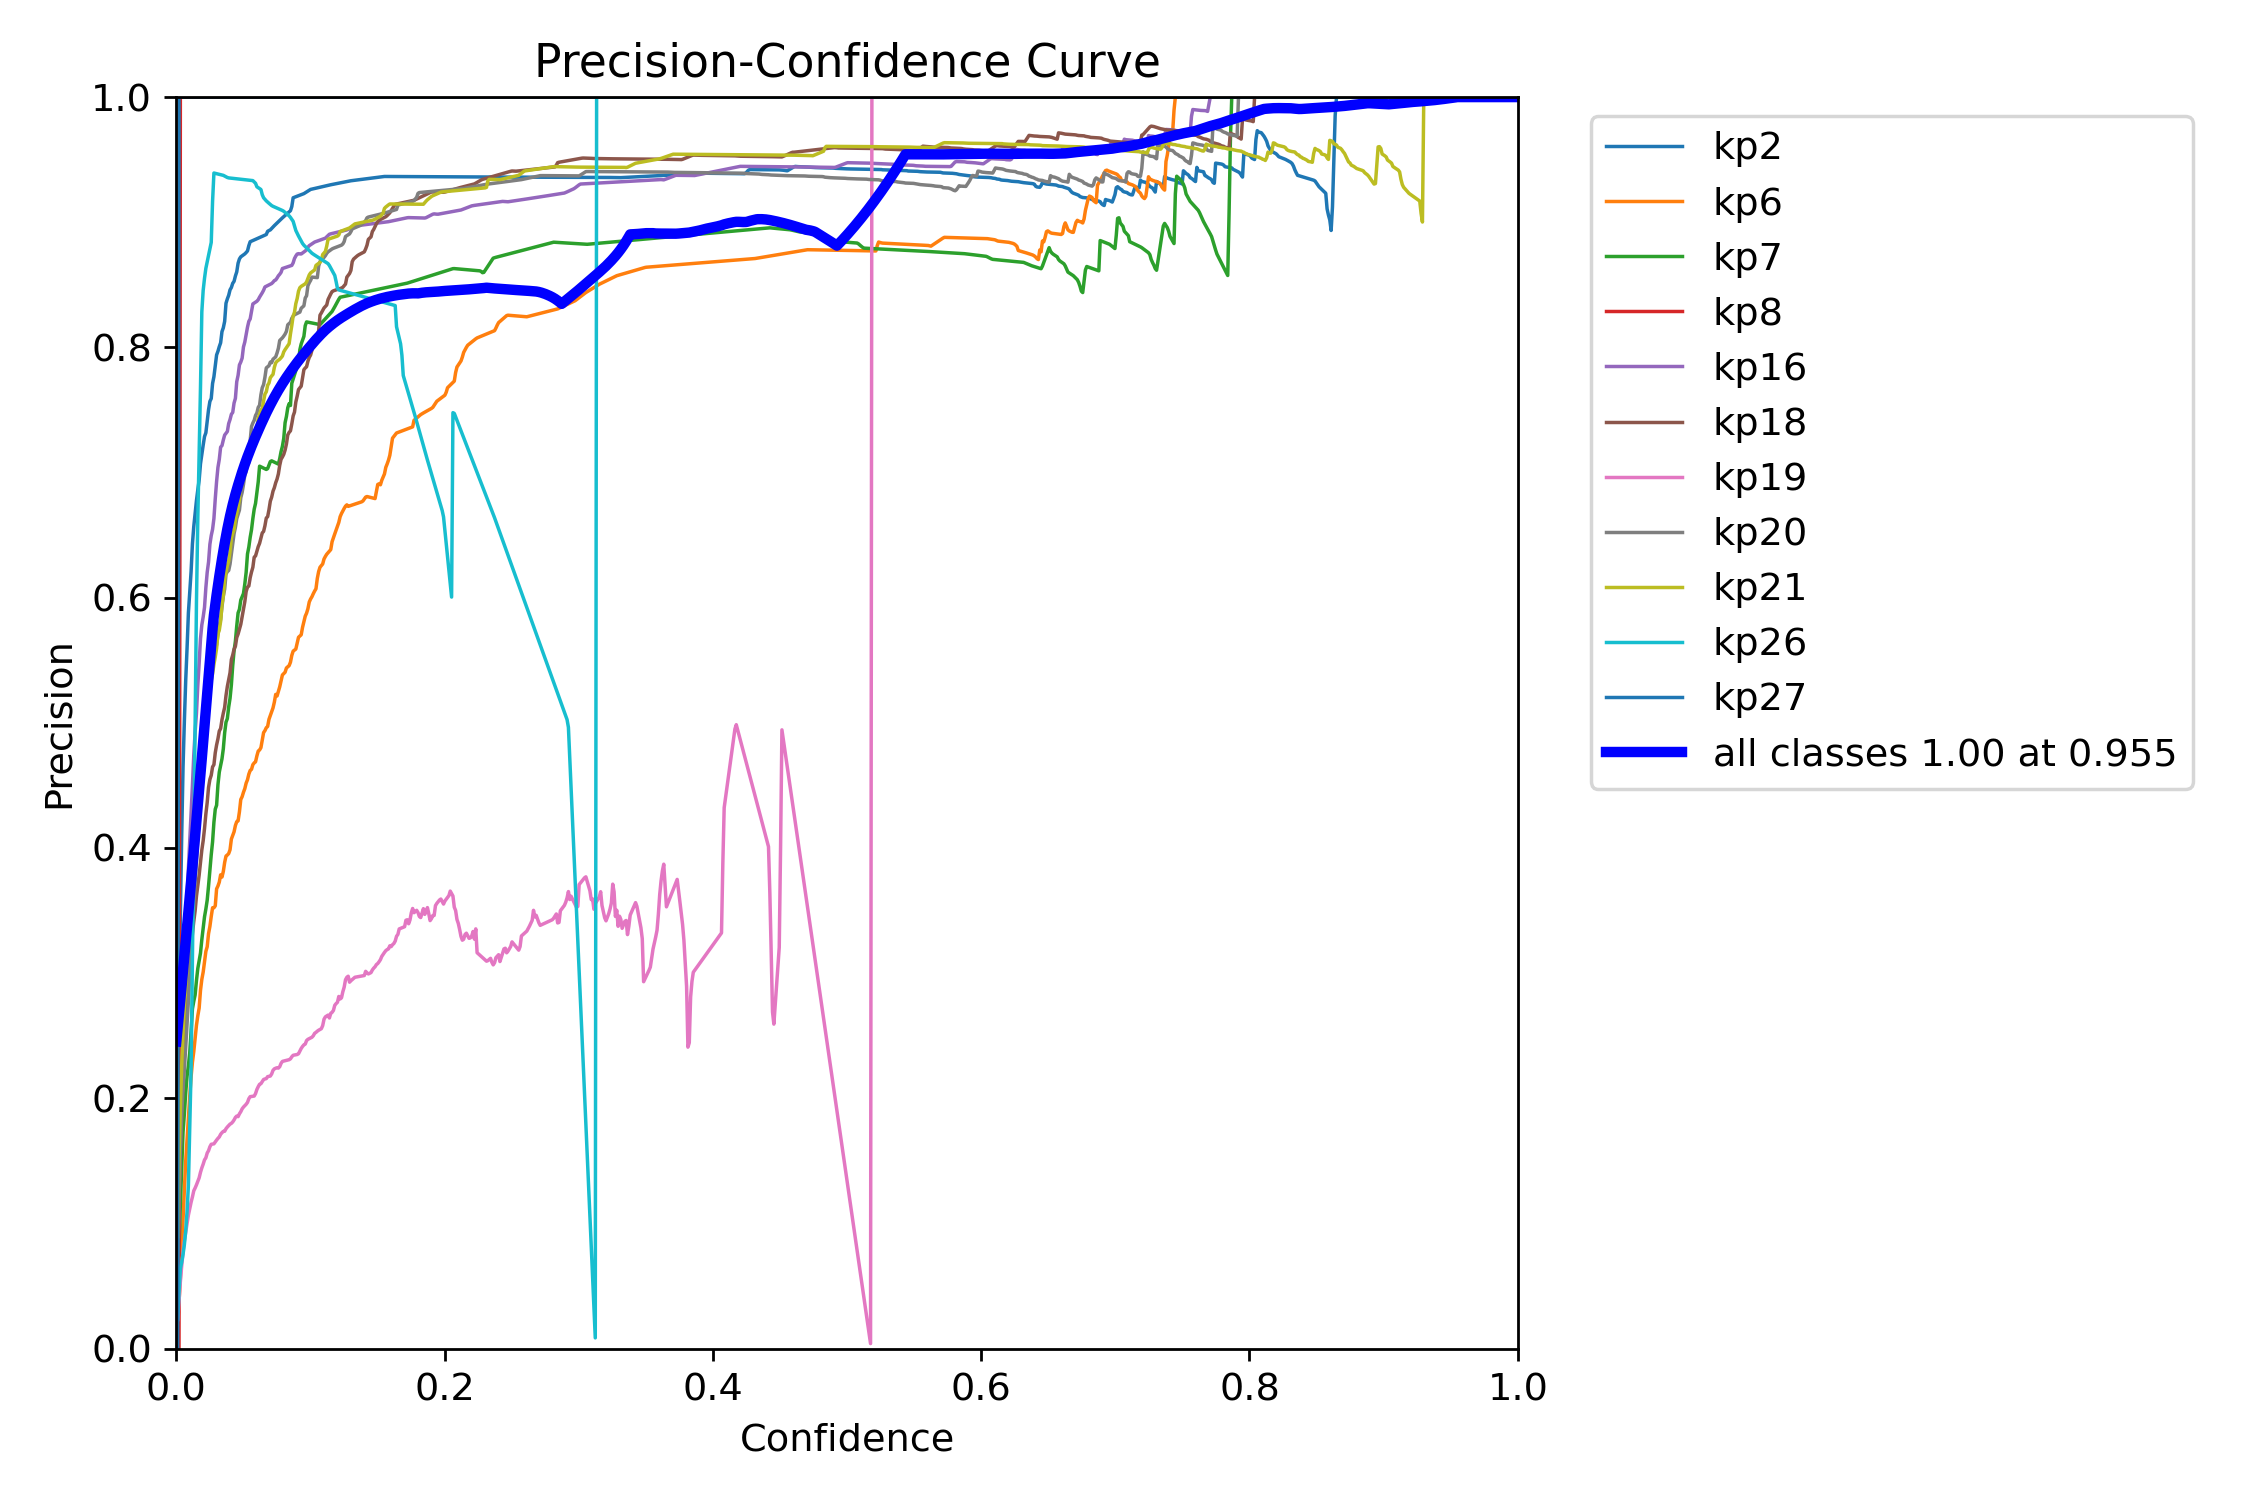 Precision-Confidence Curve
1.0
0.8
0.6
0.4
0.2
0.0
Precision
0.0 0.2 0.4 0.6 0.8 1.0
Confidence
kp2
kp6
kp7
kp8
kp16
kp18
kp19
kp20
kp21
kp26
kp27
all classes 1.00 at 0.955